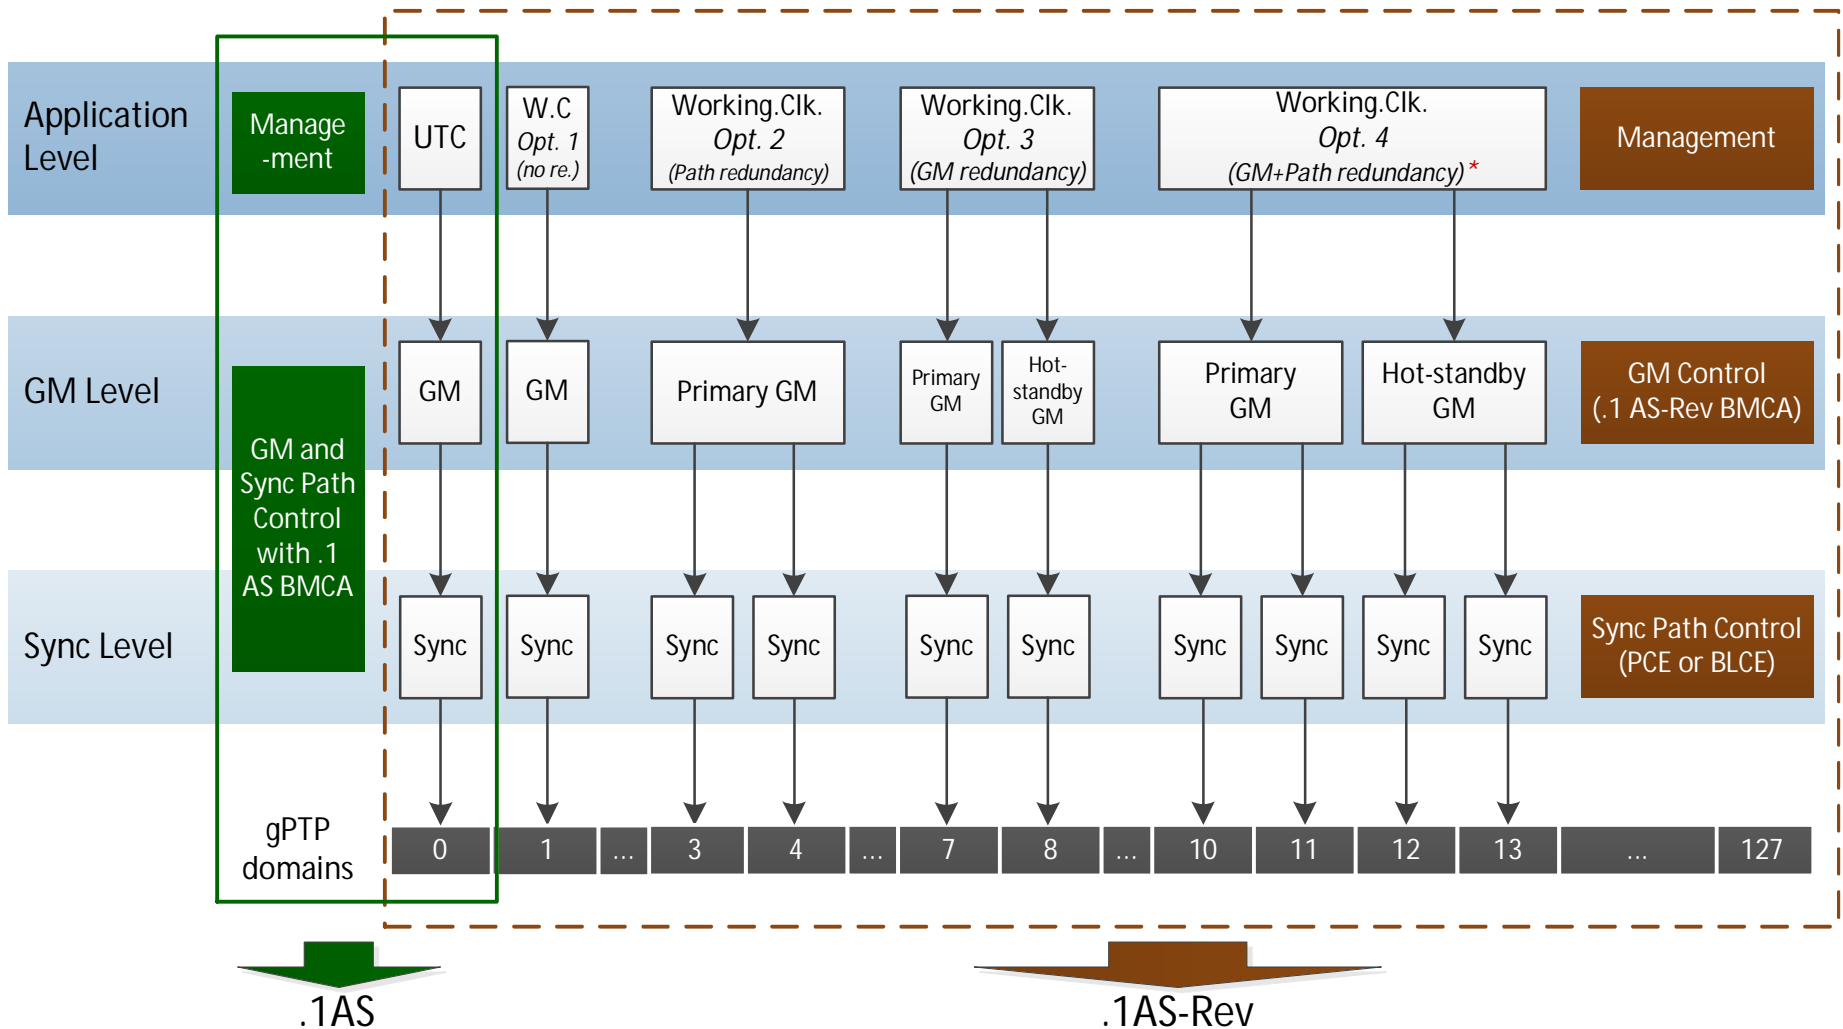 Application
Level
Manage
-ment
UTC
W.C
Opt. 1
(no re.)
Working.Clk.
Opt. 2
(Path redundancy)
Working.Clk.
Opt. 3
(GM redundancy)
Working.Clk.
Opt. 4
(GM+Path redundancy)*
Management
GM Level
GM and
Sync Path
Control
with .1
AS BMCA
GM
GM
Primary GM
Primary
GM
Hot-
standby
GM
Primary
GM
Hot-standby
GM
GM Control
(.1 AS-Rev BMCA)
Sync Level
Sync
Sync
Sync
Sync
Sync
Sync
Sync
Sync
Sync
Sync
Sync Path Control
(PCE or BLCE)
gPTP
domains
0
1
...
3
4
...
7
8
...
10
11
12
13
...
127
.1AS
.1AS-Rev